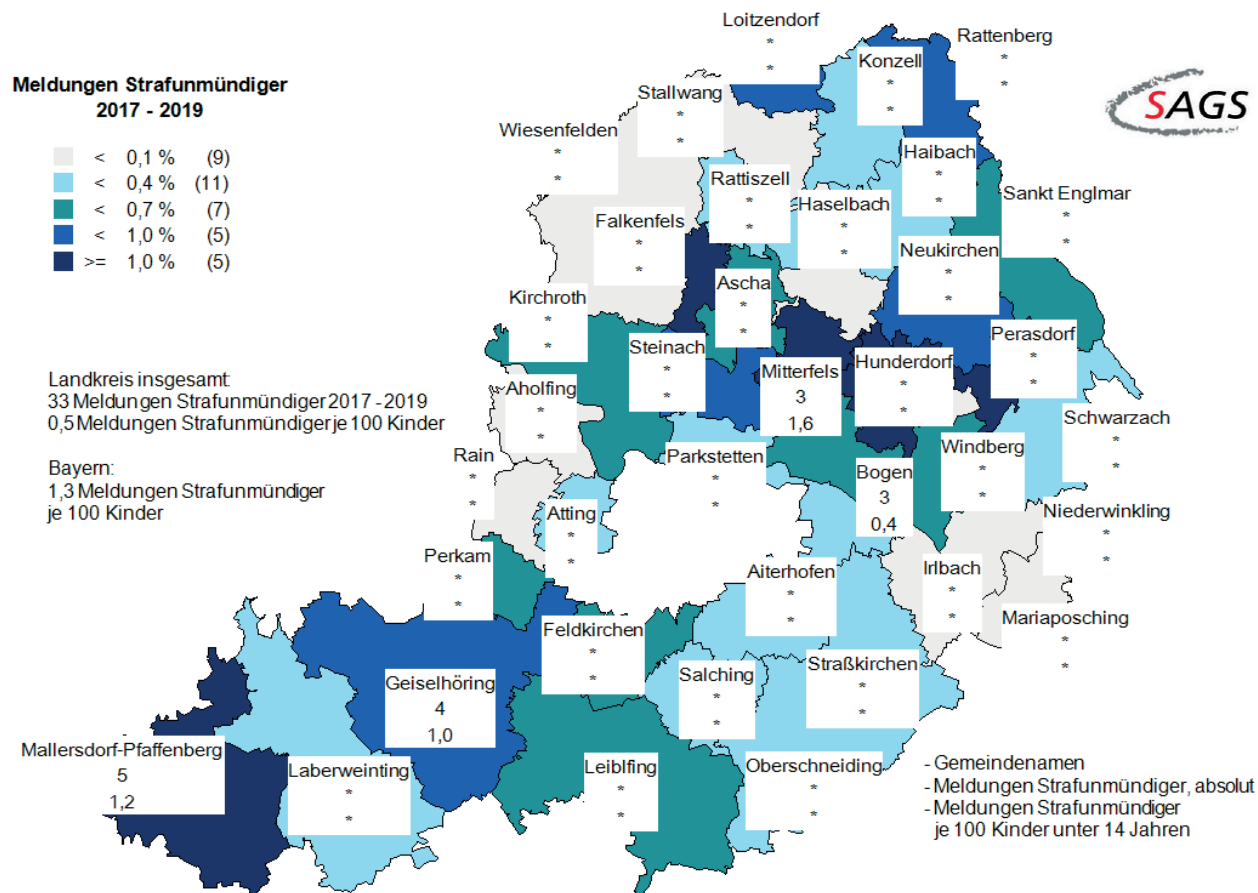 Meldungen Strafunmündiger
2017 - 2019
< 0,1 % (9)
< 0,4 % (11)
< 0,7 % (7)
< 1,0 % (5)
>= 1,0 % (5)
Landkreis insgesamt:
33 Meldungen Strafunmündiger 2017 - 2019
0,5 Meldungen Strafunmündiger je 100 Kinder
Bayern:
1,3 Meldungen Strafunmündiger
je 100 Kinder
SAGS
Loitzendorf
*
*
Rattenberg
*
*
Konzell
*
*
Stallwang
*
*
Wiesenfelden
*
*
Haibach
*
*
Rattiszell
*
*
Sankt Englmar
*
*
Haselbach
*
*
Falkenfels
*
*
Neukirchen
*
*
Ascha
*
*
Kirchroth
*
*
Perasdorf
*
*
Steinach
*
*
Mitterfels
3
1,6
Hunderdorf
*
*
Aholfing
*
*
Schwarzach
*
*
Windberg
*
*
Rain
*
*
Parkstetten
*
*
Bogen
3
0,4
Niederwinkling
*
*
Atting
*
*
Perkam
*
*
Aiterhofen
*
*
Irlbach
*
*
Mariaposching
*
*
Feldkirchen
*
*
Straßkirchen
*
*
Salching
*
*
Geiselhöring
4
1,0
Mallersdorf-Pfaffenberg
5
1,2
Laberweinting
*
*
Leiblfing
*
*
Oberschneiding
*
*
- Gemeindenamen
- Meldungen Strafunmündiger, absolut
- Meldungen Strafunmündiger
je 100 Kinder unter 14 Jahren